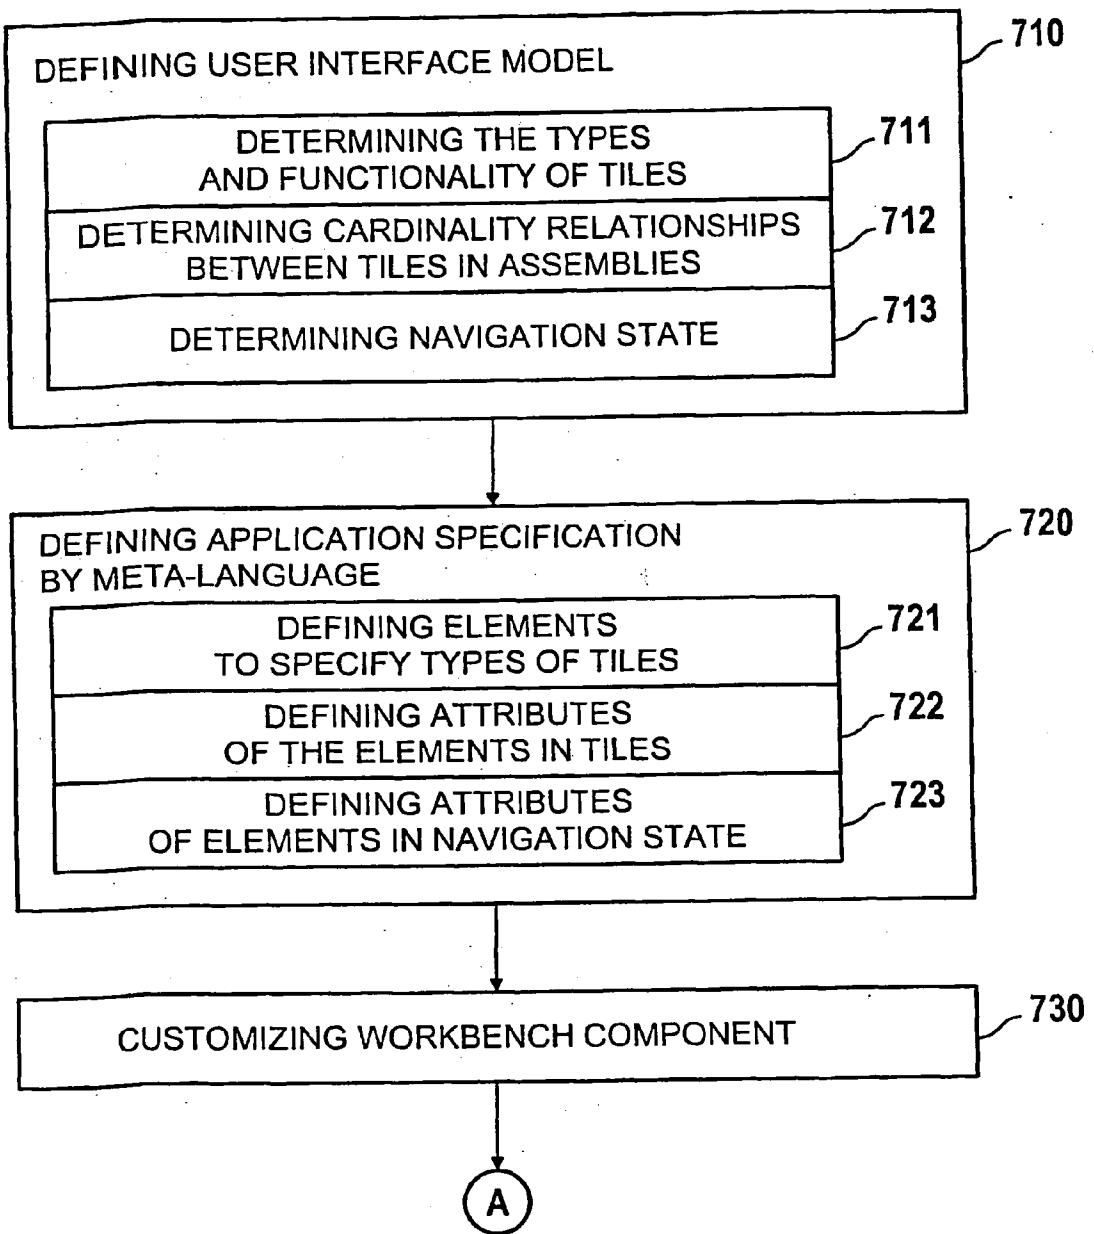 710
DEFINING USER INTERFACE MODEL
711
DETERMINING THE TYPES
AND FUNCTIONALITY OF TILES
712
DETERMINING CARDINALITY RELATIONSHIPS
BETWEEN TILES IN ASSEMBLIES
713
DETERMINING NAVIGATION STATE
720
DEFINING APPLICATION SPECIFICATION
BY META-LANGUAGE
721
DEFINING ELEMENTS
TO SPECIFY TYPES OF TILES
722
DEFINING ATTRIBUTES
OF THE ELEMENTS IN TILES
723
DEFINING ATTRIBUTES
OF ELEMENTS IN NAVIGATION STATE
730
CUSTOMIZING WORKBENCH COMPONENT
A